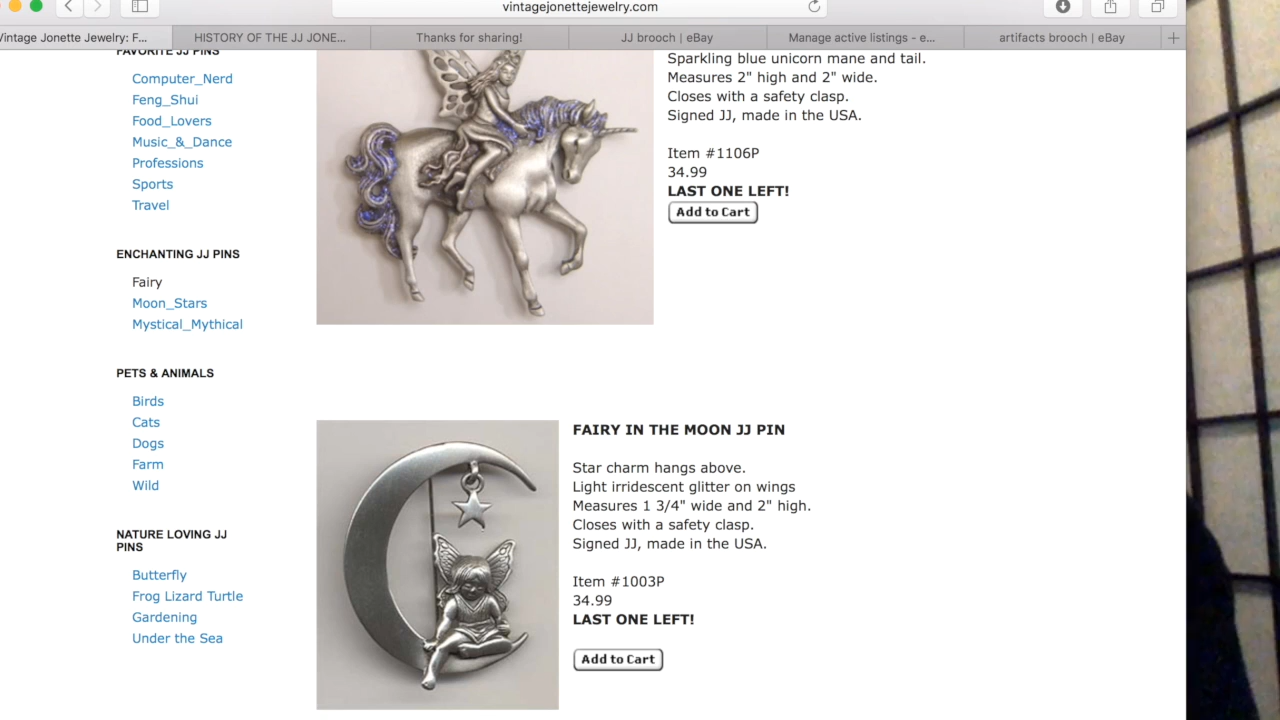 vintagejonettejewelry.com
Vintage Jonette Jewelry: F...
HISTORY OF THE JJ JONE...
Thanks for sharing!
JJ brooch | eBay
Manage active listings - e...
artifacts brooch | eBay
FAVORITE JJ PINS
Computer_Nerd
Feng_Shui
Food_Lovers
Music_&_Dance
Professions
Sports
Travel
ENCHANTING JJ PINS
Fairy
Moon_Stars
Mystical_Mythical
PETS & ANIMALS
Birds
Cats
Dogs
Farm
Wild
NATURE LOVING JJ
PINS
Butterfly
Frog Lizard Turtle
Gardening
Under the Sea
Sparkling blue unicorn mane and tail.
Measures 2" high and 2" wide.
Closes with a safety clasp.
Signed JJ, made in the USA.
Item #1106P
34.99
LAST ONE LEFT!
Add to Cart
FAIRY IN THE MOON JJ PIN
Star charm hangs above.
Light irridescent glitter on wings
Measures 1 3/4" wide and 2" high.
Closes with a safety clasp.
Signed JJ, made in the USA.
Item #1003P
34.99
LAST ONE LEFT!
Add to Cart